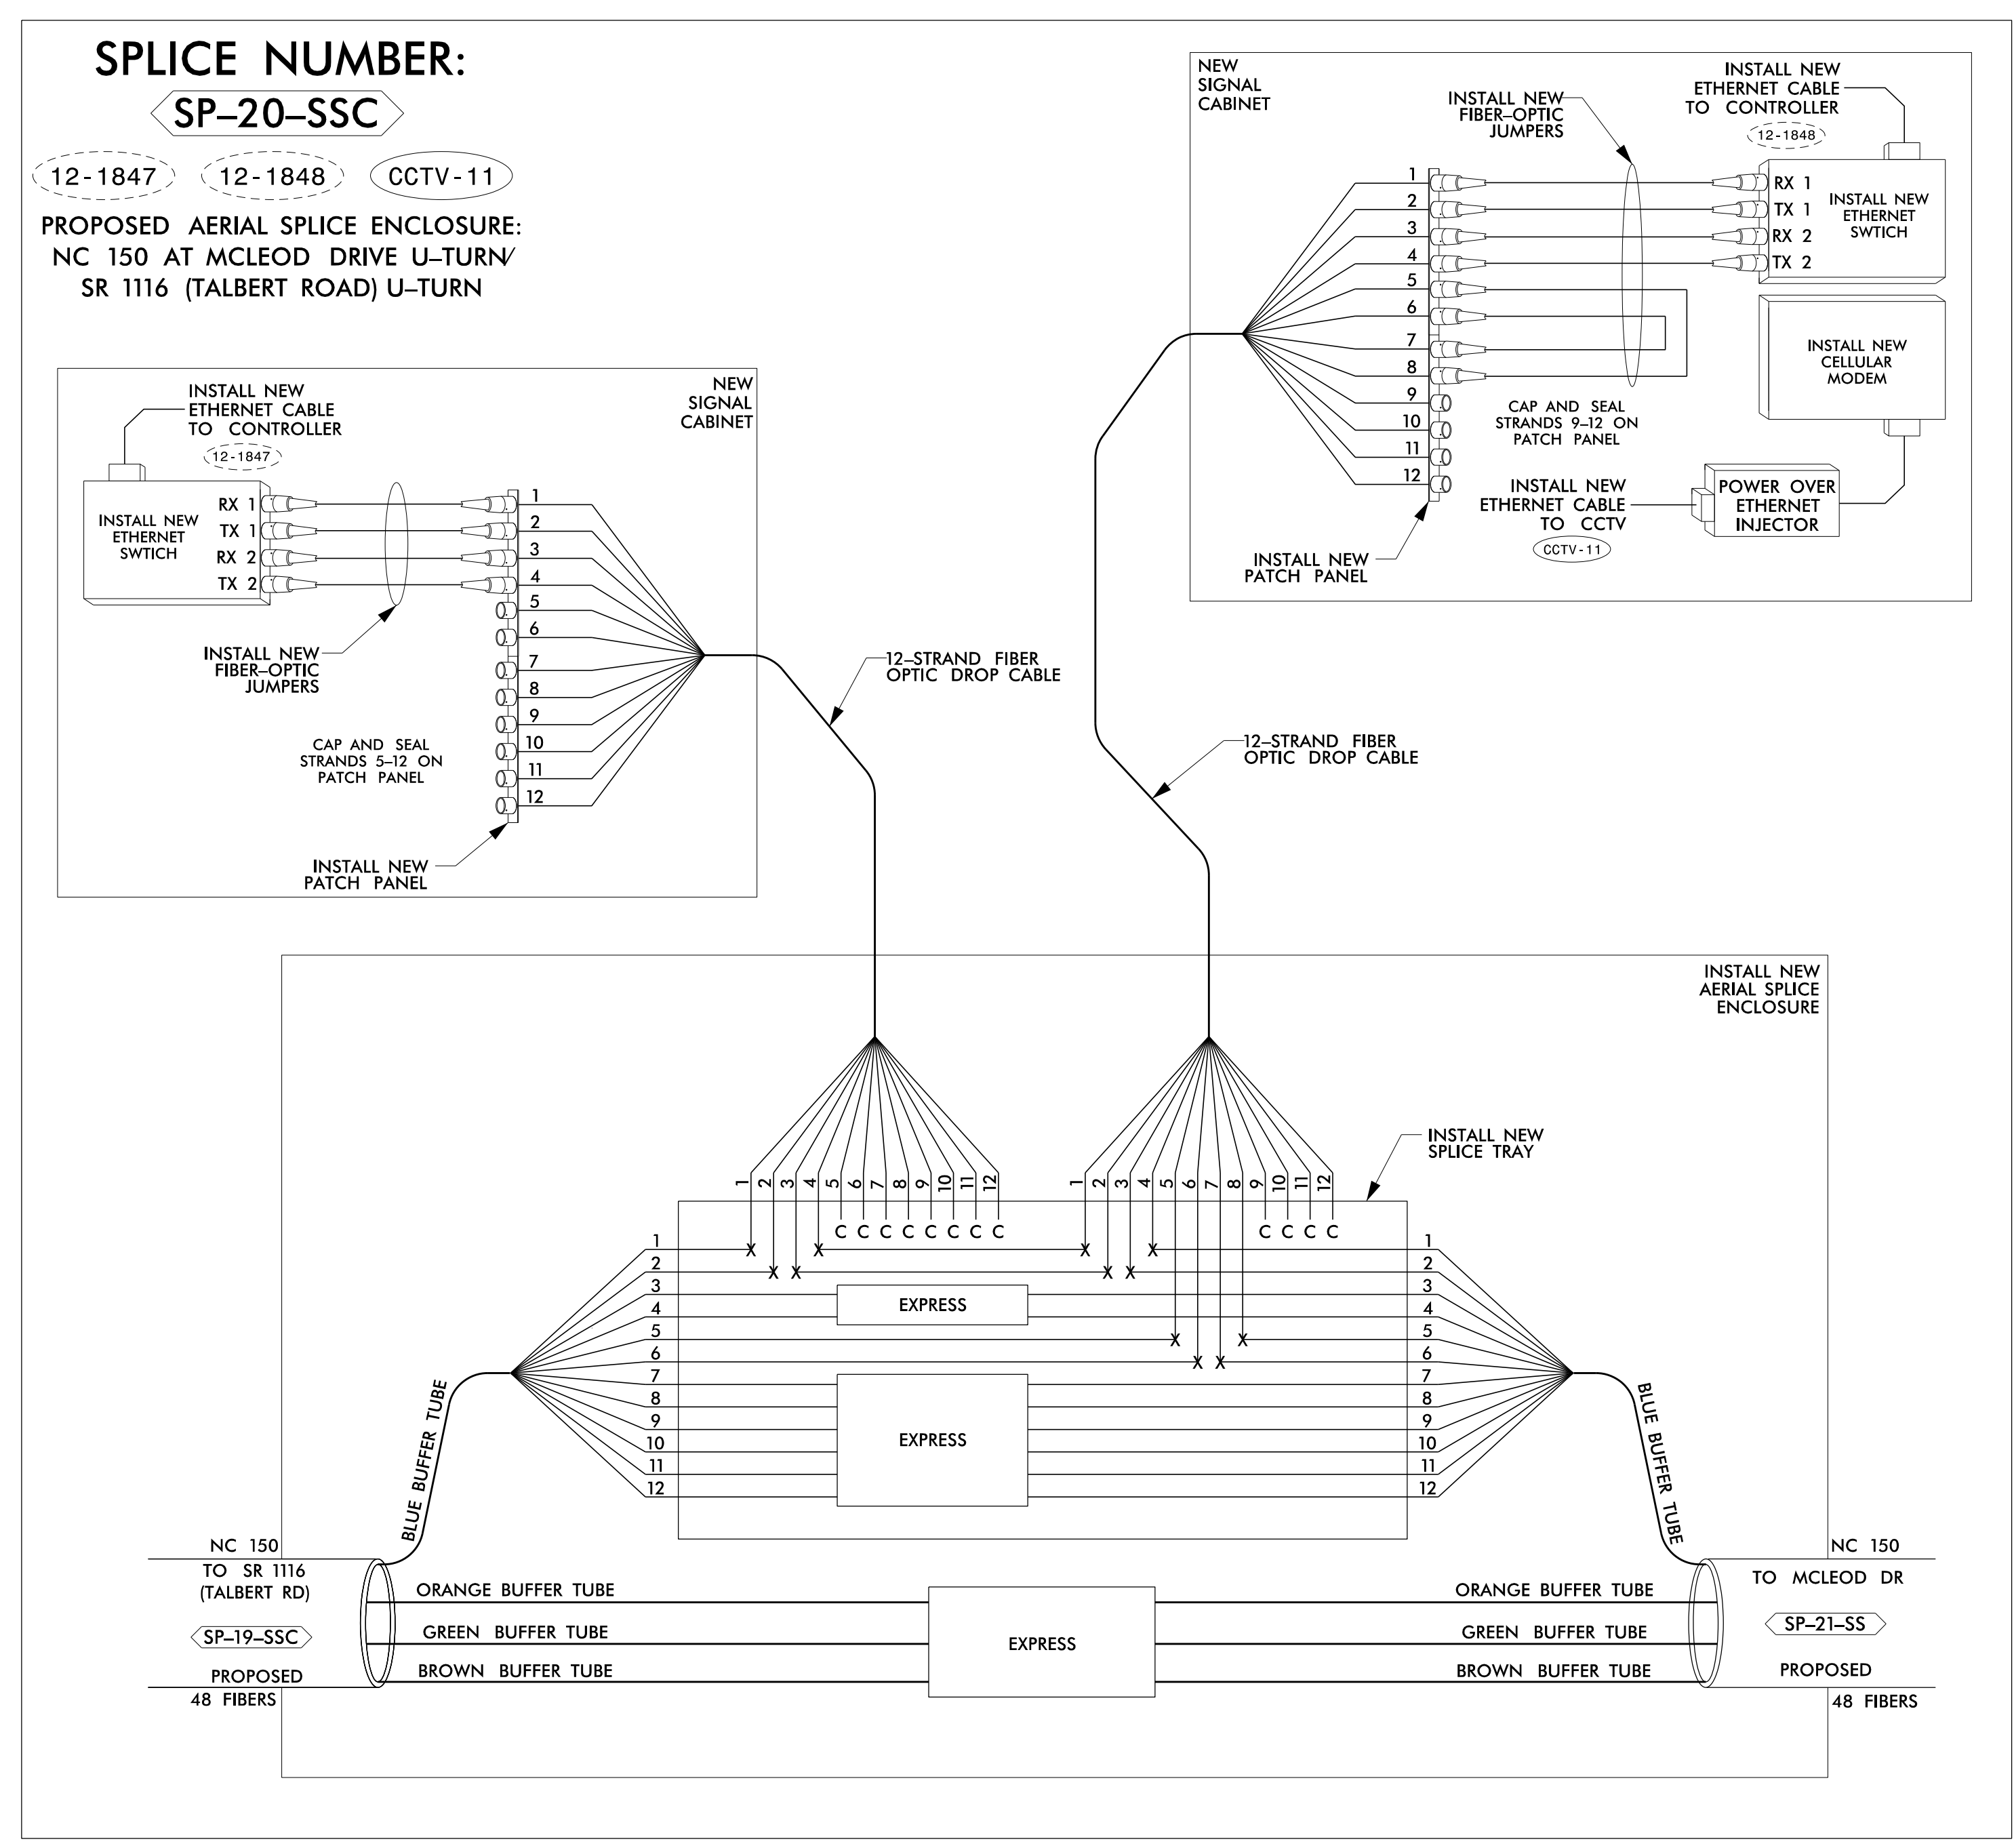 SPLICE NUMBER:
SP–20–SSC
12-1847
12-1848
CCTV-11
PROPOSED AERIAL SPLICE ENCLOSURE:
NC 150 AT MCLEOD DRIVE U–TURN/
SR 1116 (TALBERT ROAD) U–TURN
NEW
SIGNAL
CABINET
INSTALL NEW
ETHERNET CABLE
TO CONTROLLER
12-1847
INSTALL NEW
ETHERNET
SWTICH
RX 1
TX 1
RX 2
TX 2
1
2
3
4
5
6
7
8
9
10
11
12
INSTALL NEW
FIBER–OPTIC
JUMPERS
CAP AND SEAL
STRANDS 5–12 ON
PATCH PANEL
INSTALL NEW
PATCH PANEL
12–STRAND FIBER
OPTIC DROP CABLE
NEW
SIGNAL
CABINET
INSTALL NEW
FIBER–OPTIC
JUMPERS
INSTALL NEW
ETHERNET CABLE
TO CONTROLLER
12-1848
1
2
3
4
5
6
7
8
9
10
11
12
RX 1
TX 1
RX 2
TX 2
INSTALL NEW
ETHERNET
SWTICH
INSTALL NEW
CELLULAR
MODEM
CAP AND SEAL
STRANDS 9–12 ON
PATCH PANEL
INSTALL NEW
ETHERNET CABLE
TO CCTV
CCTV-11
POWER OVER
ETHERNET
INJECTOR
INSTALL NEW
PATCH PANEL
12–STRAND FIBER
OPTIC DROP CABLE
INSTALL NEW
AERIAL SPLICE
ENCLOSURE
INSTALL NEW
SPLICE TRAY
1 2 3 4 5 6 7 8 9 10 11 12
1 2 3 4 5 6 7 8 9 10 11 12
C C C C C C C C
C C C C
X X X X
X X X X
X X
X X
1
2
3
4
5
6
7
8
9
10
11
12
EXPRESS
EXPRESS
1
2
3
4
5
6
7
8
9
10
11
12
BLUE BUFFER TUBE
BLUE BUFFER TUBE
NC 150
TO SR 1116
(TALBERT RD)
SP–19–SSC
PROPOSED
48 FIBERS
ORANGE BUFFER TUBE
GREEN BUFFER TUBE
BROWN BUFFER TUBE
EXPRESS
ORANGE BUFFER TUBE
GREEN BUFFER TUBE
BROWN BUFFER TUBE
NC 150
TO MCLEOD DR
SP–21–SS
PROPOSED
48 FIBERS